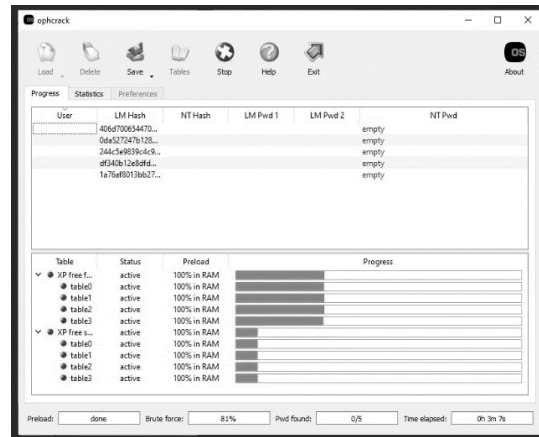 ophcrack
Load Delete Save Tables Stop Help Exit About
OS
Progress Statistics Preferences
User LM Hash NT Hash LM Pwd 1 LM Pwd 2 NT Pwd
406d700654470... empty
0da527247b128... empty
244c5e9839c4c9... empty
df340b12e8dfd... empty
1a76af8013bb27... empty
Table Status Preload Progress
XP free f... active 100% in RAM
table0 active 100% in RAM
table1 active 100% in RAM
table2 active 100% in RAM
table3 active 100% in RAM
XP free s... active 100% in RAM
table0 active 100% in RAM
table1 active 100% in RAM
table2 active 100% in RAM
table3 active 100% in RAM
Preload: done Brute force: 81% Pwd found: 0/5 Time elapsed: 0h 3m 7s